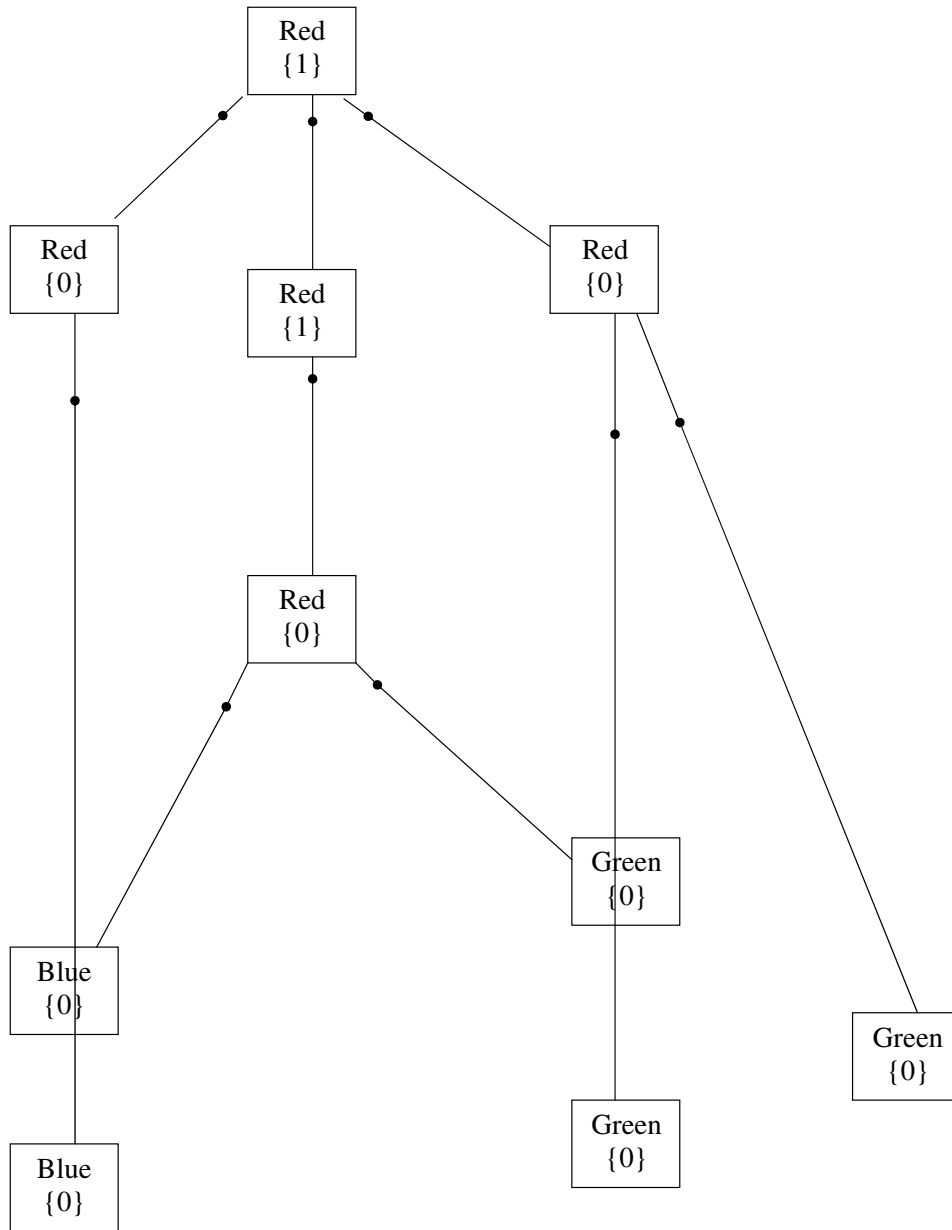 Red
{1}
Red
{0}
Red
{1}
Red
{0}
Red
{0}
Green
{0}
Blue
{0}
Green
{0}
Green
{0}
Blue
{0}